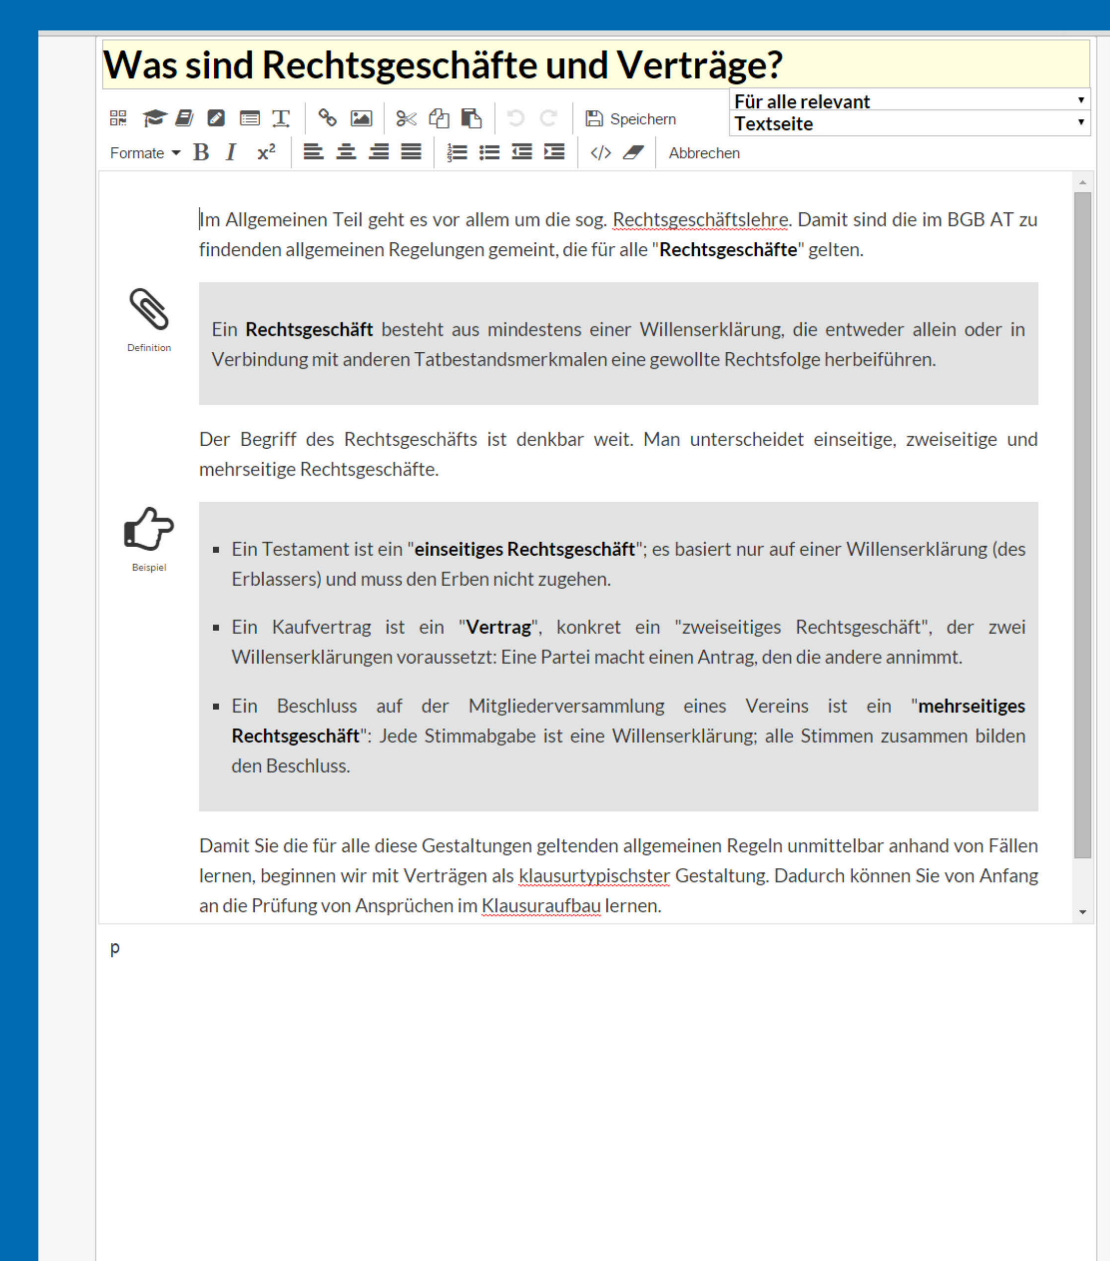 Was sind Rechtsgeschäfte und Verträge?
Für alle relevant
Speichern
Textseite
Formate B I x² Abbrechen
Im Allgemeinen Teil geht es vor allem um die sog. Rechtsgeschäftslehre. Damit sind die im BGB AT zu
findenden allgemeinen Regelungen gemeint, die für alle "Rechtsgeschäfte" gelten.
Definition
Ein Rechtsgeschäft besteht aus mindestens einer Willenserklärung, die entweder allein oder in
Verbindung mit anderen Tatbestandsmerkmalen eine gewollte Rechtsfolge herbeiführen.
Der Begriff des Rechtsgeschäfts ist denkbar weit. Man unterscheidet einseitige, zweiseitige und
mehrseitige Rechtsgeschäfte.
Beispiel
Ein Testament ist ein "einseitiges Rechtsgeschäft"; es basiert nur auf einer Willenserklärung (des
Erblassers) und muss den Erben nicht zugehen.
Ein Kaufvertrag ist ein "Vertrag", konkret ein "zweiseitiges Rechtsgeschäft", der zwei
Willenserklärungen voraussetzt: Eine Partei macht einen Antrag, den die andere annimmt.
Ein Beschluss auf der Mitgliederversammlung eines Vereins ist ein "mehrseitiges
Rechtsgeschäft": Jede Stimmabgabe ist eine Willenserklärung; alle Stimmen zusammen bilden
den Beschluss.
Damit Sie die für alle diese Gestaltungen geltenden allgemeinen Regeln unmittelbar anhand von Fällen
lernen, beginnen wir mit Verträgen als klausurtypischster Gestaltung. Dadurch können Sie von Anfang
an die Prüfung von Ansprüchen im Klausuraufbau lernen.
p